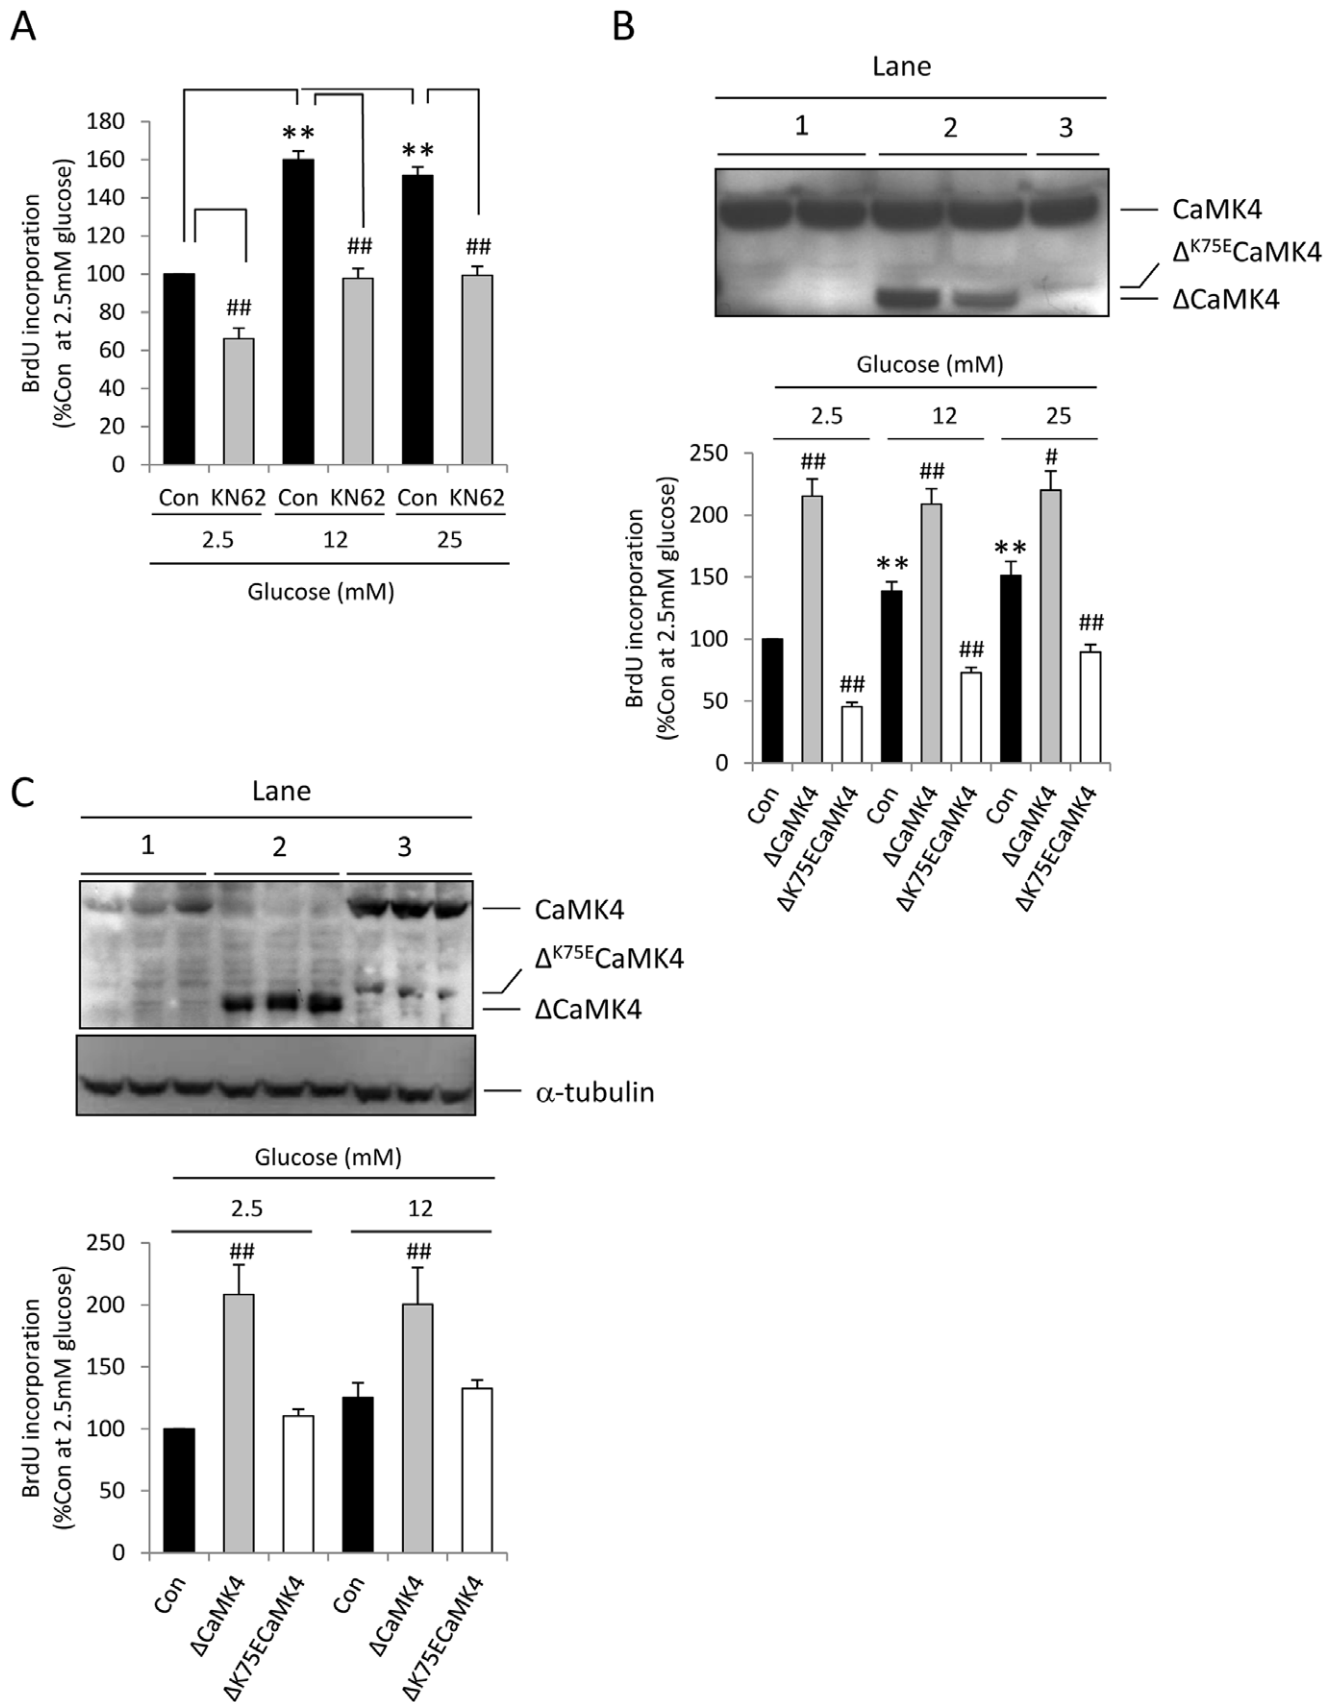 A
180
160
140
120
100
80
60
40
20
0
BrdU incorporation
(%Con at 2.5mM glucose)
##
**
##
**
##
Con KN62 Con KN62 Con KN62
2.5 12 25
Glucose (mM)
B
Lane
1 2 3
CaMK4
Δᴷ⁷⁵ᴱCaMK4
ΔCaMK4
Glucose (mM)
2.5 12 25
250
200
150
100
50
0
BrdU incorporation
(%Con at 2.5mM glucose)
##
##
**
##
##
**
#
##
Con
ΔCaMK4
ΔK75ECaMK4
Con
ΔCaMK4
ΔK75ECaMK4
Con
ΔCaMK4
ΔK75ECaMK4
C
Lane
1 2 3
CaMK4
Δᴷ⁷⁵ᴱCaMK4
ΔCaMK4
α-tubulin
Glucose (mM)
2.5 12
250
200
150
100
50
0
BrdU incorporation
(%Con at 2.5mM glucose)
##
##
Con
ΔCaMK4
ΔK75ECaMK4
Con
ΔCaMK4
ΔK75ECaMK4